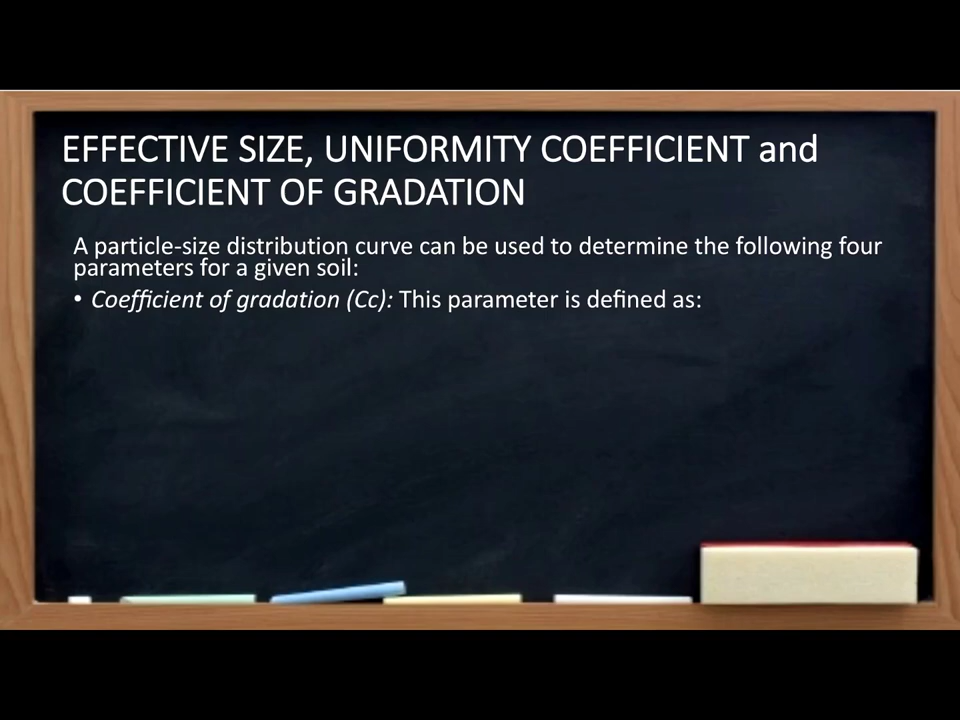 EFFECTIVE SIZE, UNIFORMITY COEFFICIENT and
COEFFICIENT OF GRADATION
A particle-size distribution curve can be used to determine the following four
parameters for a given soil:
• Coefficient of gradation (Cc): This parameter is defined as: